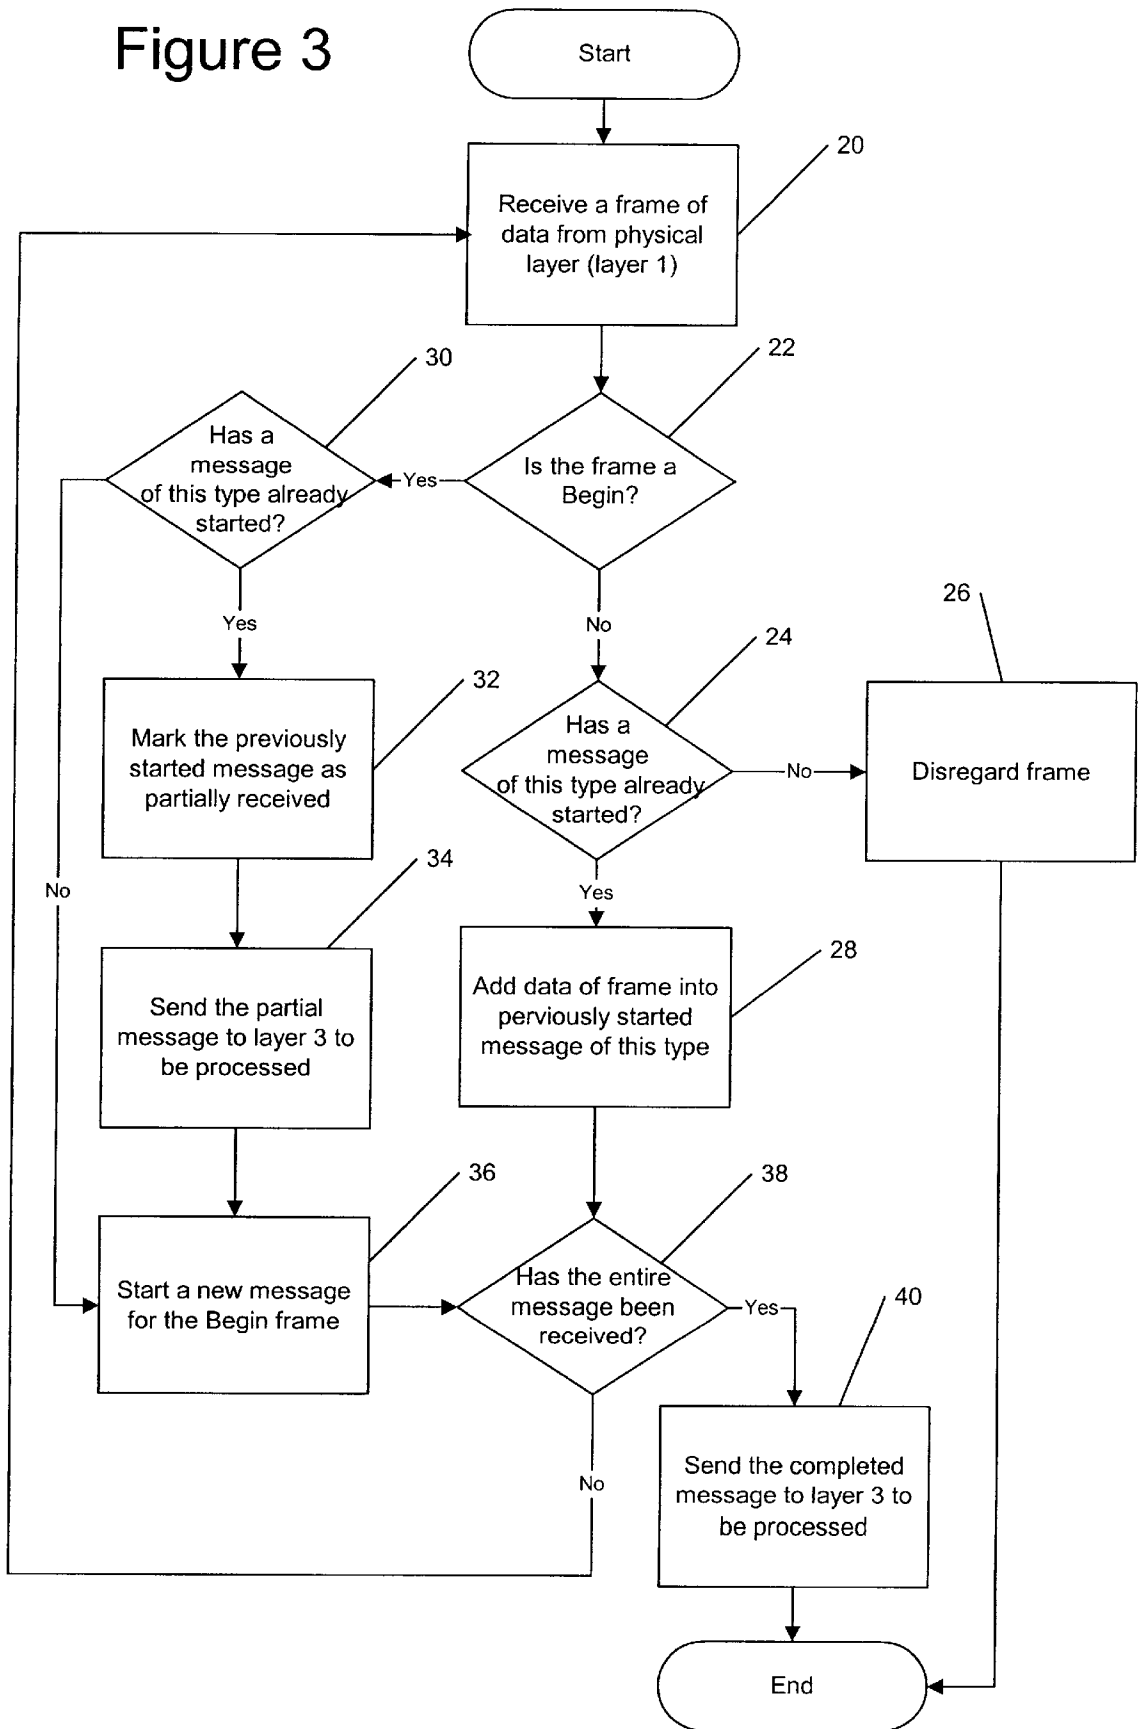 Figure 3
Start
20
Receive a frame of
data from physical
layer (layer 1)
22
30
Has a
message
of this type already
started?
Yes
Is the frame a
Begin?
Yes
No
26
24
32
Mark the previously
started message as
partially received
Has a
message
of this type already
started?
No
Disregard frame
34
No
Yes
28
Send the partial
message to layer 3 to
be processed
Add data of frame into
perviously started
message of this type
36
38
Start a new message
for the Begin frame
Has the entire
message been
received?
Yes
40
No
Send the completed
message to layer 3 to
be processed
End